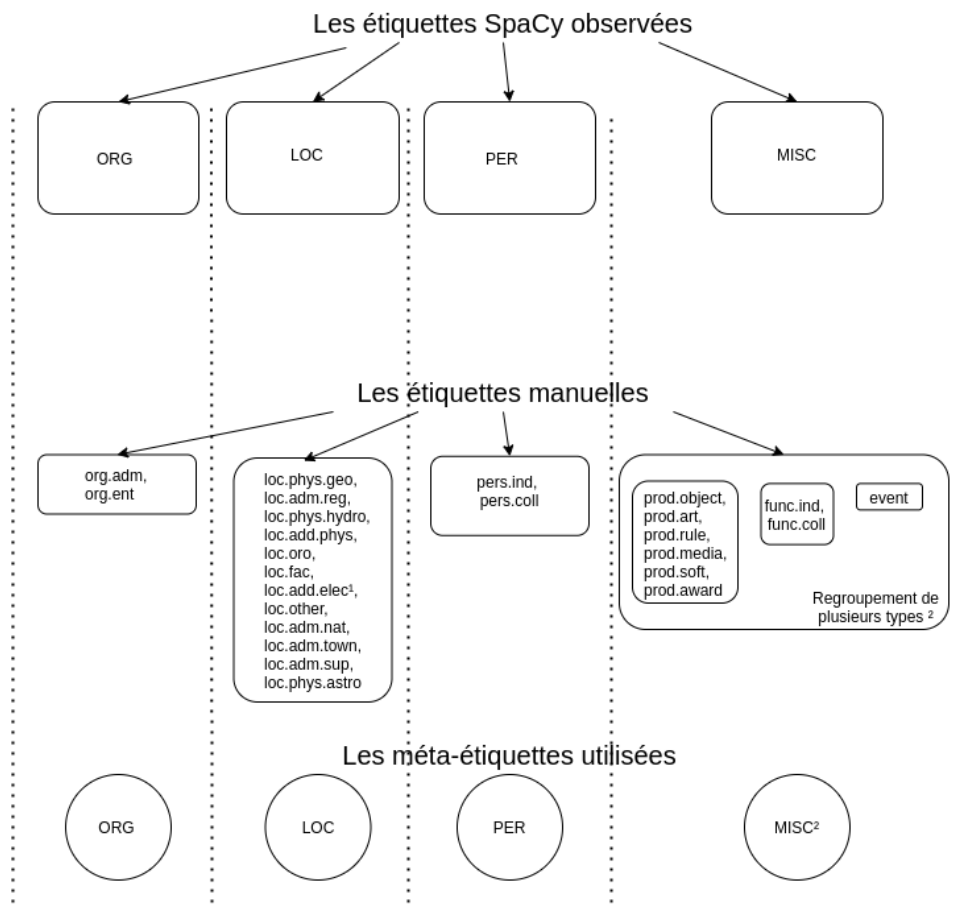 Les étiquettes SpaCy observées
ORG
LOC
PER
MISC
Les étiquettes manuelles
org.adm,
org.ent
loc.phys.geo,
loc.adm.reg,
loc.phys.hydro,
loc.add.phys,
loc.oro,
loc.fac,
loc.add.elec¹,
loc.other,
loc.adm.nat,
loc.adm.town,
loc.adm.sup,
loc.phys.astro
pers.ind,
pers.coll
prod.object,
prod.art,
prod.rule,
prod.media,
prod.soft,
prod.award
func.ind,
func.coll
event
Regroupement de
plusieurs types ²
Les méta-étiquettes utilisées
ORG
LOC
PER
MISC²